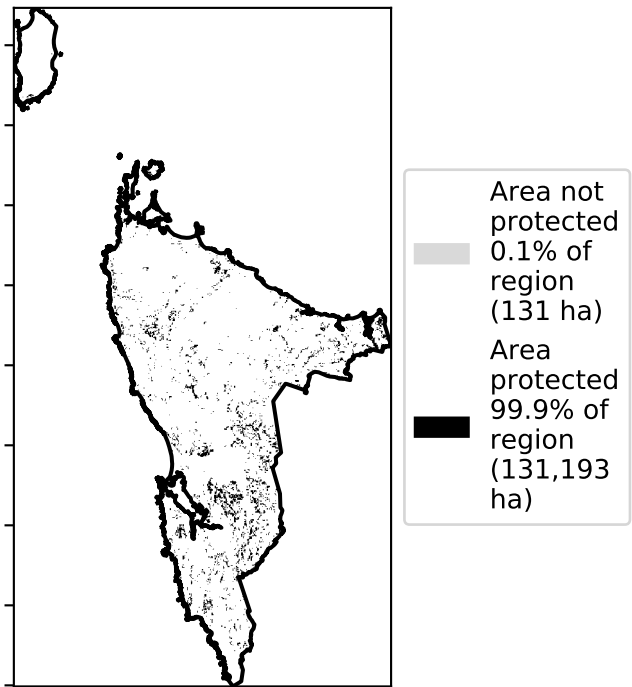 Area not
protected
0.1% of
region
(131 ha)
Area
protected
99.9% of
region
(131,193
ha)